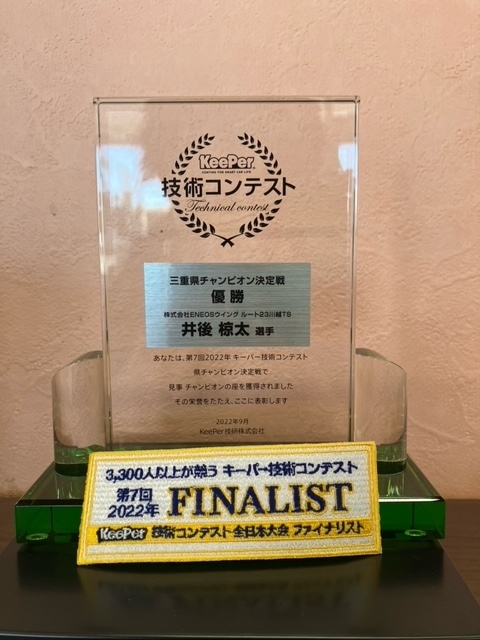 KeePer
COATING FOR SMART CAR LIFE
技術コンテスト
Technical contest
三重県チャンピオン決定戦
優勝
株式会社ENEOSウイング ルート23川越TS
井後 椋太 選手
あなたは、第7回2022年 キーパー技術コンテスト
県チャンピオン決定戦で
見事 チャンピオンの座を獲得されました
その栄誉をたたえ、ここに表彰します
2022年9月
KeePer技研株式会社
3,300人以上が競う キーパー技術コンテスト
第7回
2022年 FINALIST
KeePer 技術コンテスト 全日本大会 ファイナリスト